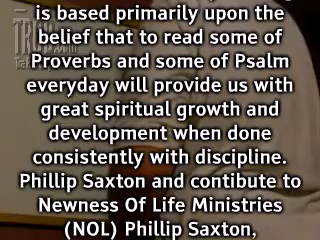 is based primarily upon the
belief that to read some of
Proverbs and some of Psalm
everyday will provide us with
great spiritual growth and
development when done
consistently with discipline.
Phillip Saxton and contibute to
Newness Of Life Ministries
(NOL) Phillip Saxton,